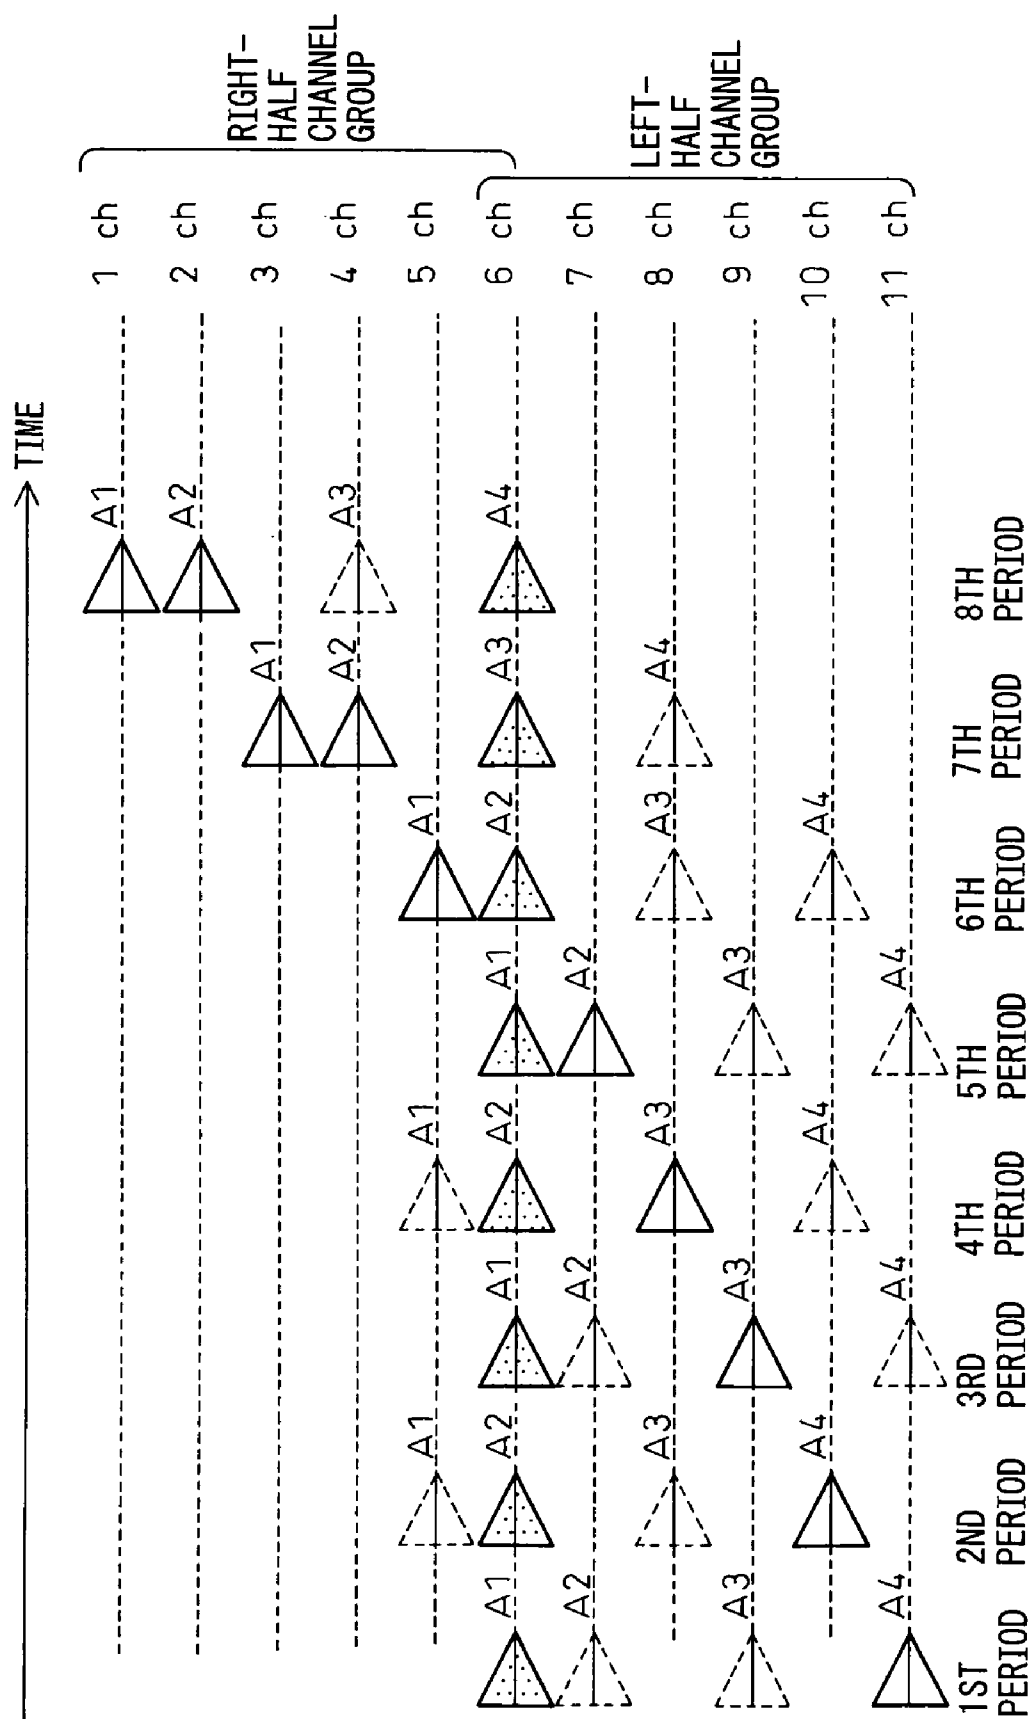 TIME
RIGHT-
HALF
CHANNEL
GROUP
LEFT-
HALF
CHANNEL
GROUP
1 ch
A1
2 ch
A2
3 ch
A1
4 ch
A2 A3
5 ch
A1 A1 A1
6 ch
A1 A2 A1 A2 A1 A2 A3 A4
7 ch
A2 A2 A2
8 ch
A3 A3 A3 A4
9 ch
A3 A3 A3
10 ch
A4 A4 A4
11 ch
A4 A4 A4
1ST
PERIOD
2ND
PERIOD
3RD
PERIOD
4TH
PERIOD
5TH
PERIOD
6TH
PERIOD
7TH
PERIOD
8TH
PERIOD